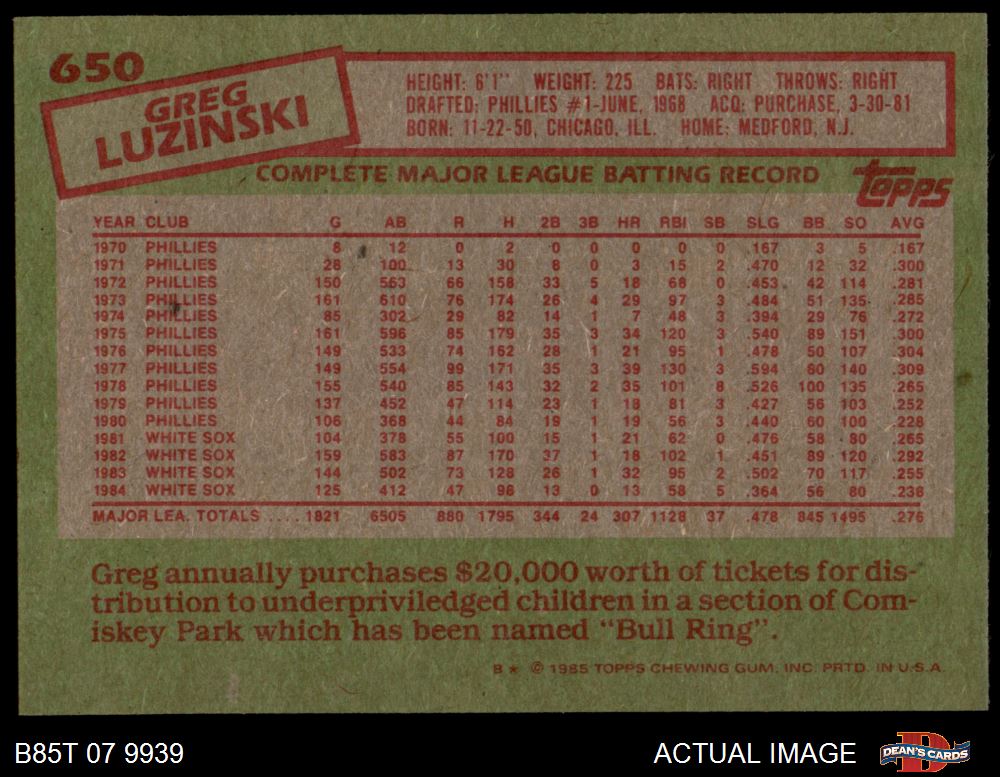 650
GREG
LUZINSKI
HEIGHT: 6'1" WEIGHT: 225 BATS: RIGHT THROWS: RIGHT
DRAFTED: PHILLIES #1-JUNE, 1968 ACQ: PURCHASE, 3-30-81
BORN: 11-22-50, CHICAGO, ILL. HOME: MEDFORD, N.J.
COMPLETE MAJOR LEAGUE BATTING RECORD
topps
YEAR CLUB G AB R H 2B 3B HR RBI SB SLG BB SO AVG
1970 PHILLIES 8 12 0 2 0 0 0 0 0 .167 3 5 .167
1971 PHILLIES 28 100 13 30 8 0 3 15 2 .470 12 32 .300
1972 PHILLIES 150 563 66 158 33 5 18 68 0 .453 42 114 .281
1973 PHILLIES 161 610 76 174 26 4 29 97 3 .484 51 135 .285
1974 PHILLIES 85 302 29 82 14 1 7 48 3 .394 29 76 .272
1975 PHILLIES 161 596 85 179 35 3 34 120 3 .540 89 151 .300
1976 PHILLIES 149 533 74 162 28 1 21 95 1 .478 50 107 .304
1977 PHILLIES 149 554 99 171 35 3 39 130 3 .594 80 140 .309
1978 PHILLIES 155 540 85 143 32 2 35 101 8 .526 100 135 .265
1979 PHILLIES 137 452 47 114 23 1 18 81 3 .427 56 103 .252
1980 PHILLIES 106 368 44 84 19 1 19 56 3 .440 60 100 .228
1981 WHITE SOX 104 378 55 100 15 1 21 62 0 .476 58 80 .265
1982 WHITE SOX 159 583 87 170 37 1 18 102 1 .451 89 120 .292
1983 WHITE SOX 144 502 73 128 26 1 32 95 2 .502 70 117 .255
1984 WHITE SOX 125 412 47 98 13 0 13 58 5 .364 56 80 .238
MAJOR LEA. TOTALS .... 1821 6505 880 1795 344 24 307 1128 37 .478 845 1495 .276
Greg annually purchases $20,000 worth of tickets for dis-
tribution to underpriviledged children in a section of Com-
iskey Park which has been named "Bull Ring".
B★ © 1985 TOPPS CHEWING GUM, INC. PRTD. IN U.S.A.
B85T 07 9939 ACTUAL IMAGE DEAN'S CARDS